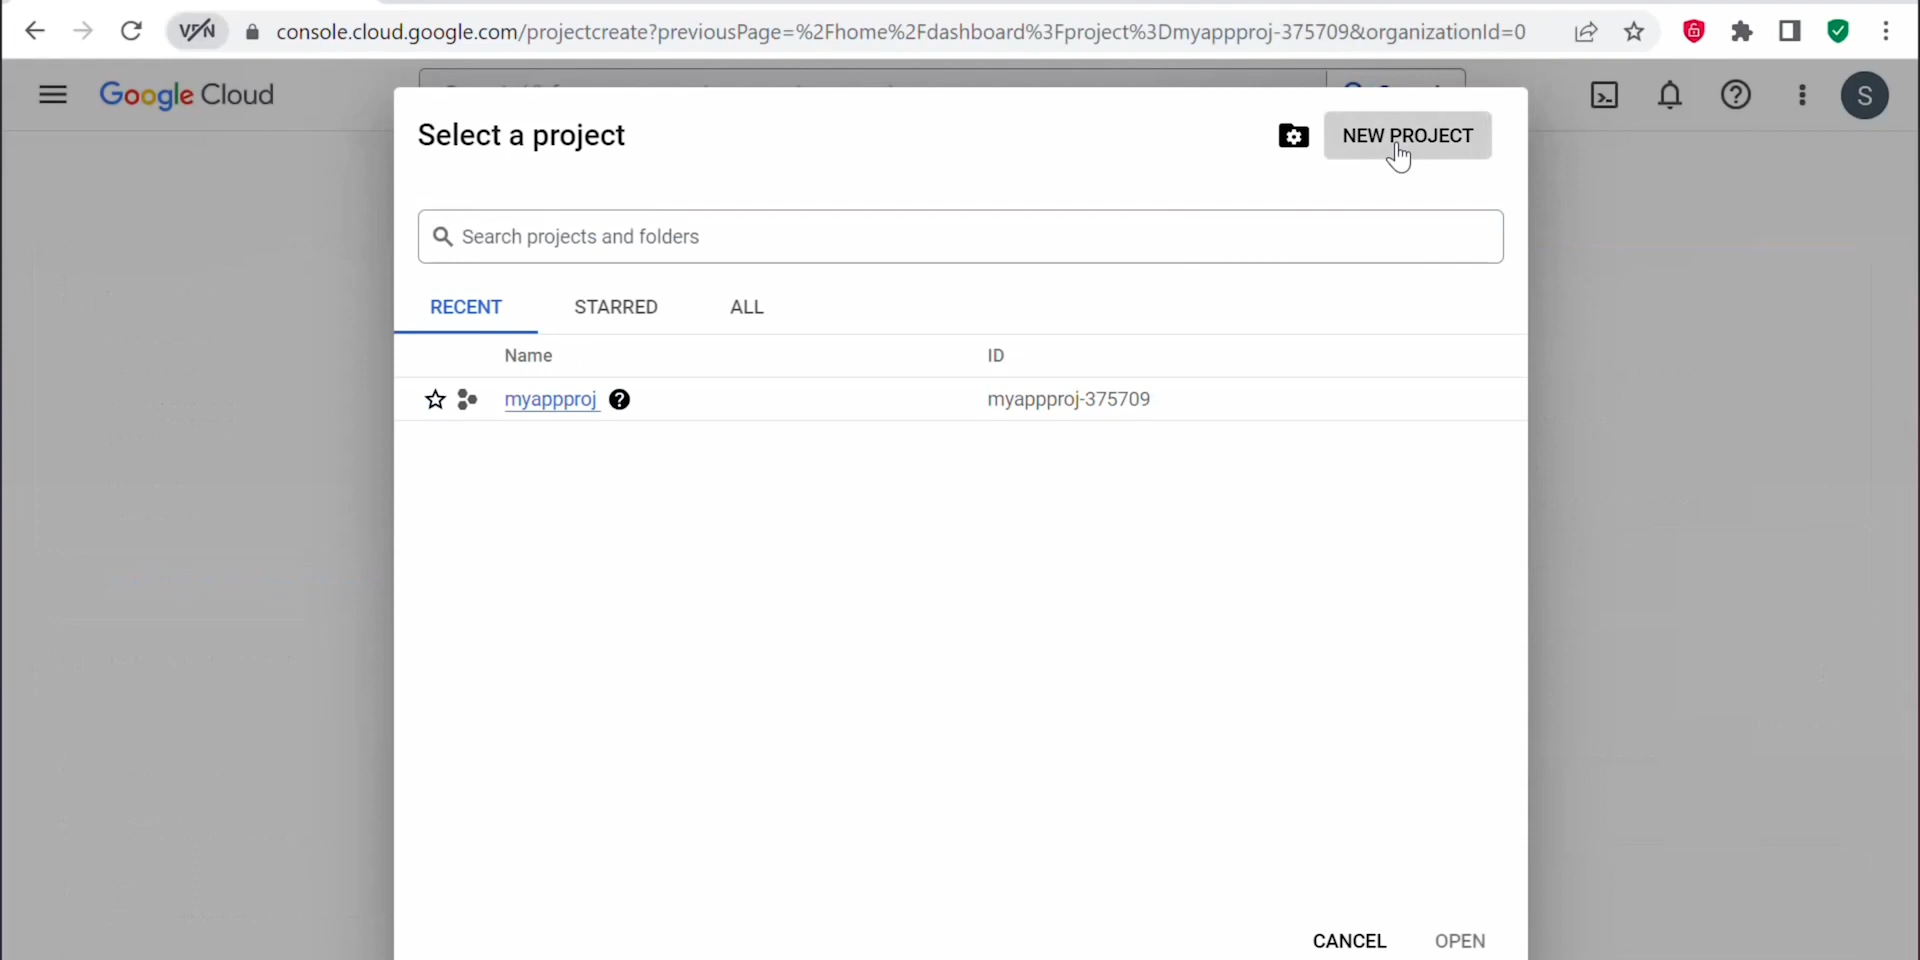 VPN
console.cloud.google.com/projectcreate?previousPage=%2Fhome%2Fdashboard%3Fproject%3Dmyappproj-375709&organizationId=0
Google Cloud
S
Select a project
NEW PROJECT
Search projects and folders
RECENT STARRED ALL
Name ID
myappproj myappproj-375709
CANCEL OPEN